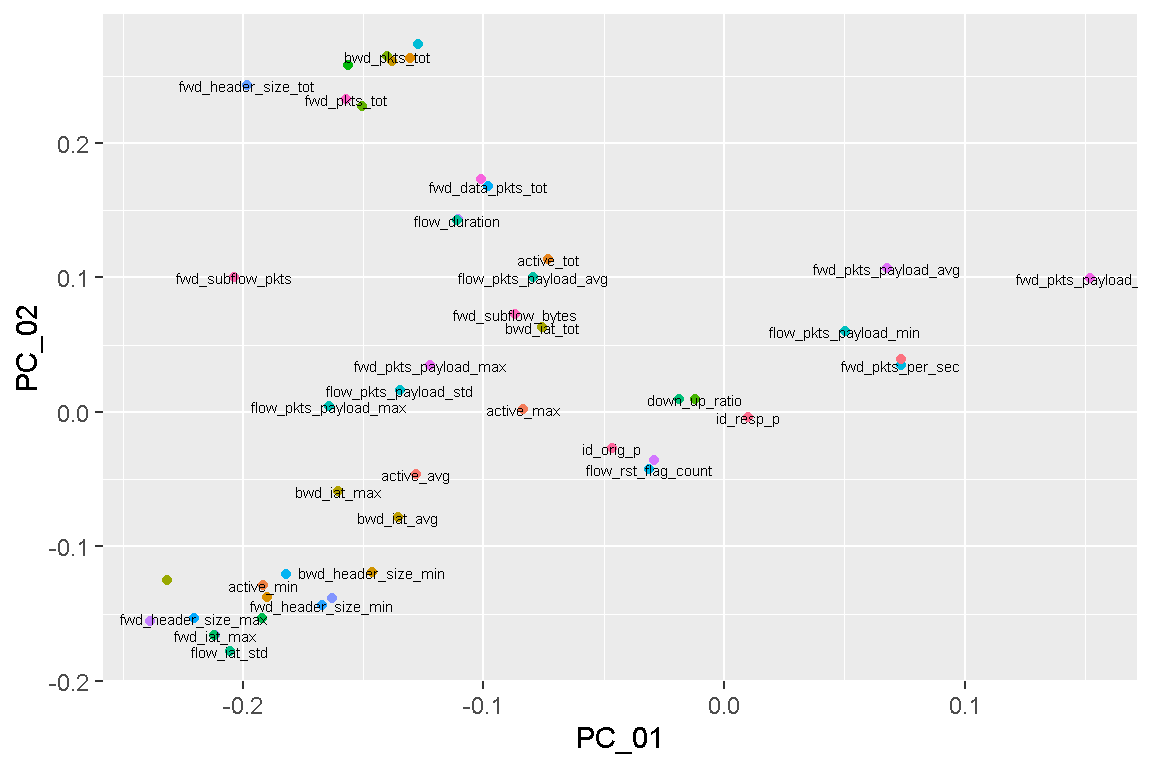 bwd_pkts_tot
fwd_header_size_tot
fwd_pkts_tot
0.2
fwd_data_pkts_tot
flow_duration
active_tot
fwd_pkts_payload_avg
0.1
fwd_subflow_pkts
flow_pkts_payload_avg
fwd_pkts_payload_
fwd_subflow_bytes
bwd_iat_tot
flow_pkts_payload_min
PC_02
fwd_pkts_payload_max
fwd_pkts_per_sec
flow_pkts_payload_std
down_up_ratio
flow_pkts_payload_max
active_max
0.0
id_resp_p
id_orig_p
flow_rst_flag_count
active_avg
bwd_iat_max
bwd_iat_avg
-0.1
bwd_header_size_min
active_min
fwd_header_size_min
fwd_header_size_max
fwd_iat_max
flow_iat_std
-0.2
-0.2
-0.1
0.0
0.1
PC_01